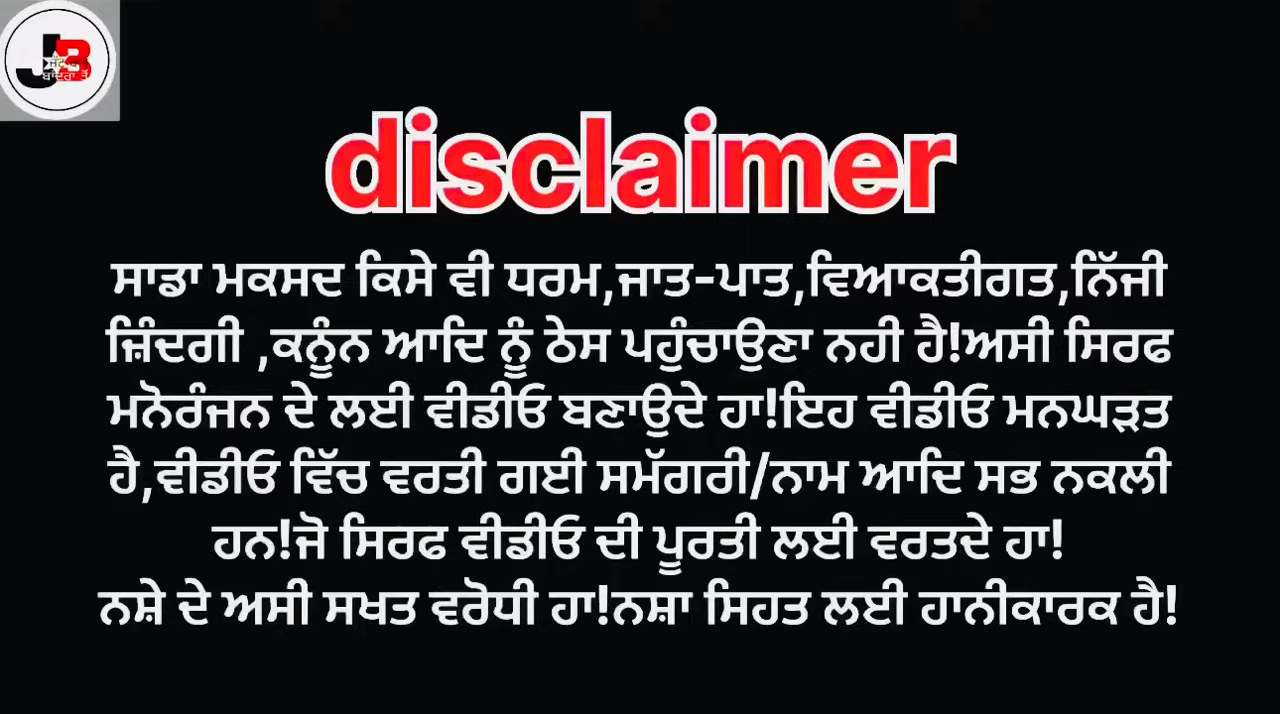 JB
disclaimer
ਸਾਡਾ ਮਕਸਦ ਕਿਸੇ ਵੀ ਧਰਮ,ਜਾਤ-ਪਾਤ,ਵਿਆਕਤੀਗਤ,ਨਿੱਜੀ
ਜ਼ਿੰਦਗੀ ,ਕਨੂੰਨ ਆਦਿ ਨੂੰ ਠੇਸ ਪਹੁੰਚਾਉਣਾ ਨਹੀ ਹੈ!ਅਸੀ ਸਿਰਫ
ਮਨੋਰੰਜਨ ਦੇ ਲਈ ਵੀਡੀਓ ਬਣਾਉਦੇ ਹਾ!ਇਹ ਵੀਡੀਓ ਮਨਘੜਤ
ਹੈ,ਵੀਡੀਓ ਵਿੱਚ ਵਰਤੀ ਗਈ ਸਮੱਗਰੀ/ਨਾਮ ਆਦਿ ਸਭ ਨਕਲੀ
ਹਨ!ਜੋ ਸਿਰਫ ਵੀਡੀਓ ਦੀ ਪੂਰਤੀ ਲਈ ਵਰਤਦੇ ਹਾ!
ਨਸ਼ੇ ਦੇ ਅਸੀ ਸਖਤ ਵਰੋਧੀ ਹਾ!ਨਸ਼ਾ ਸਿਹਤ ਲਈ ਹਾਨੀਕਾਰਕ ਹੈ!